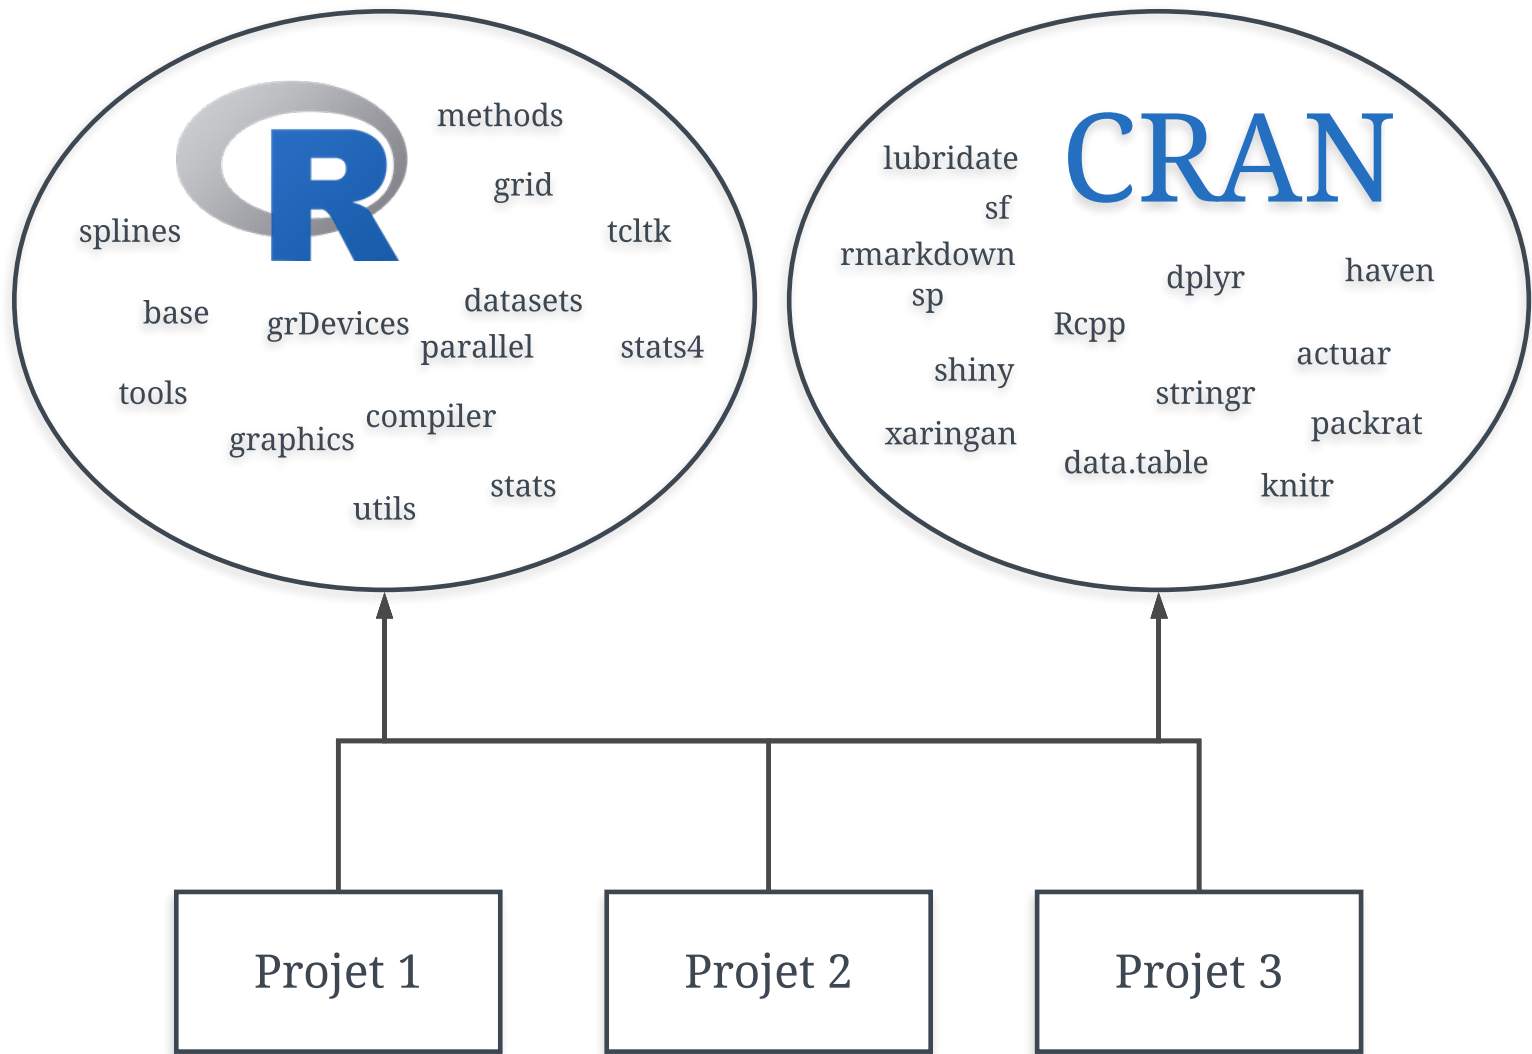 R
methods
grid
splines
tcltk
base
grDevices
datasets
parallel
stats4
tools
compiler
graphics
stats
utils
CRAN
lubridate
sf
rmarkdown
sp
dplyr
haven
Rcpp
actuar
shiny
stringr
packrat
xaringan
data.table
knitr
Projet 1
Projet 2
Projet 3